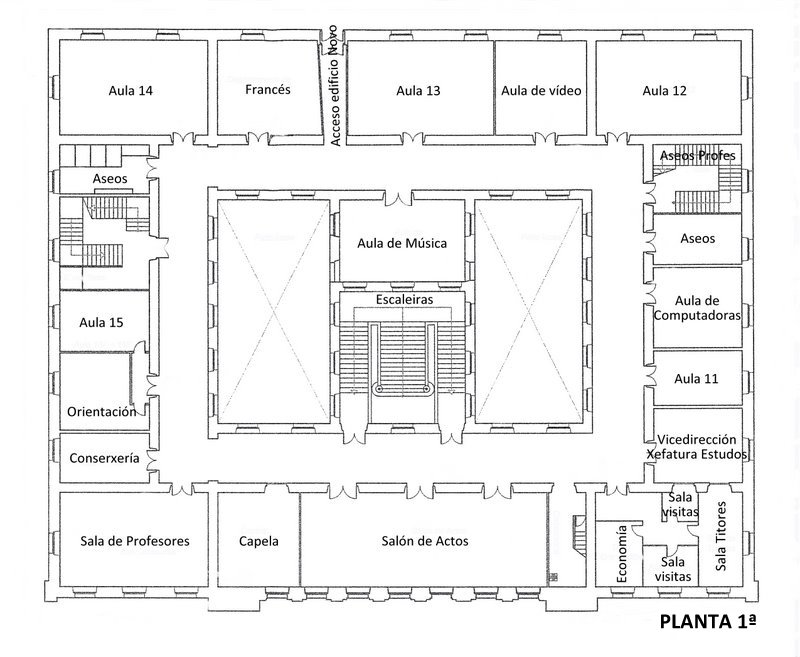 Acceso edificio Novo
Aula 14
Francés
Aula 13
Aula de vídeo
Aula 12
Aseos
Aseos Profes
Aula de Música
Aseos
Escaleiras
Aula de
Computadoras
Aula 15
Aula 11
Orientación
Conserxería
Vicedirección
Xefatura Estudos
Sala de Profesores
Capela
Salón de Actos
Economía
Sala
visitas
Sala
visitas
Sala Titores
PLANTA 1ª